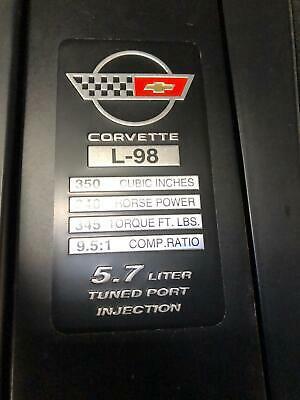 CORVETTE
L-98
350 CUBIC INCHES
HORSE POWER
345 TORQUE FT. LBS.
9.5:1 COMP.RATIO
5.7 LITER
TUNED PORT
INJECTION